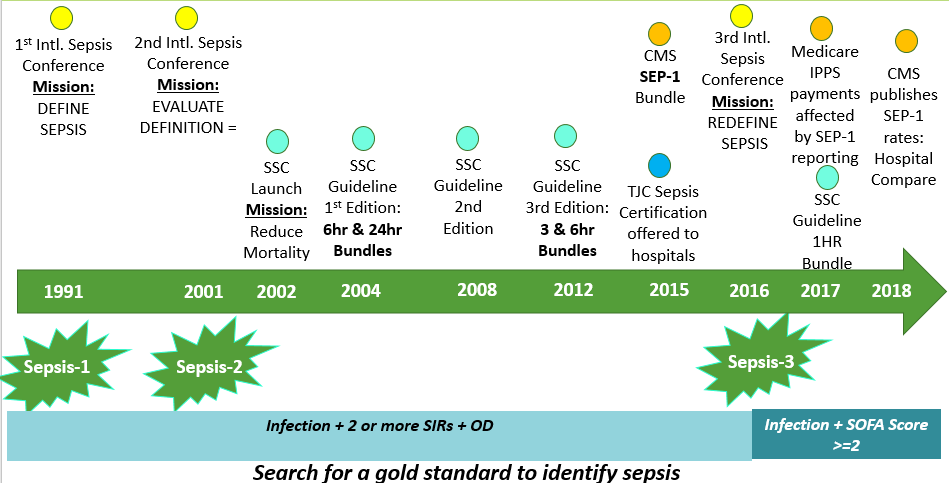 1st Intl. Sepsis
Conference
Mission:
DEFINE
SEPSIS
2nd Intl. Sepsis
Conference
Mission:
EVALUATE
DEFINITION =
SSC
Launch
Mission:
Reduce
Mortality
SSC
Guideline
1st Edition:
6hr & 24hr
Bundles
SSC
Guideline
2nd
Edition
SSC
Guideline
3rd Edition:
3 & 6hr
Bundles
CMS
SEP-1
Bundle
TJC Sepsis
Certification
offered to
hospitals
3rd Intl.
Sepsis
Conference
Mission:
REDEFINE
SEPSIS
Medicare
IPPS
payments
affected
by SEP-1
reporting
SSC
Guideline
1HR
Bundle
CMS
publishes
SEP-1
rates:
Hospital
Compare
1991 2001 2002 2004 2008 2012 2015 2016 2017 2018
Sepsis-1
Sepsis-2
Sepsis-3
Infection + 2 or more SIRs + OD
Infection + SOFA Score
>=2
Search for a gold standard to identify sepsis